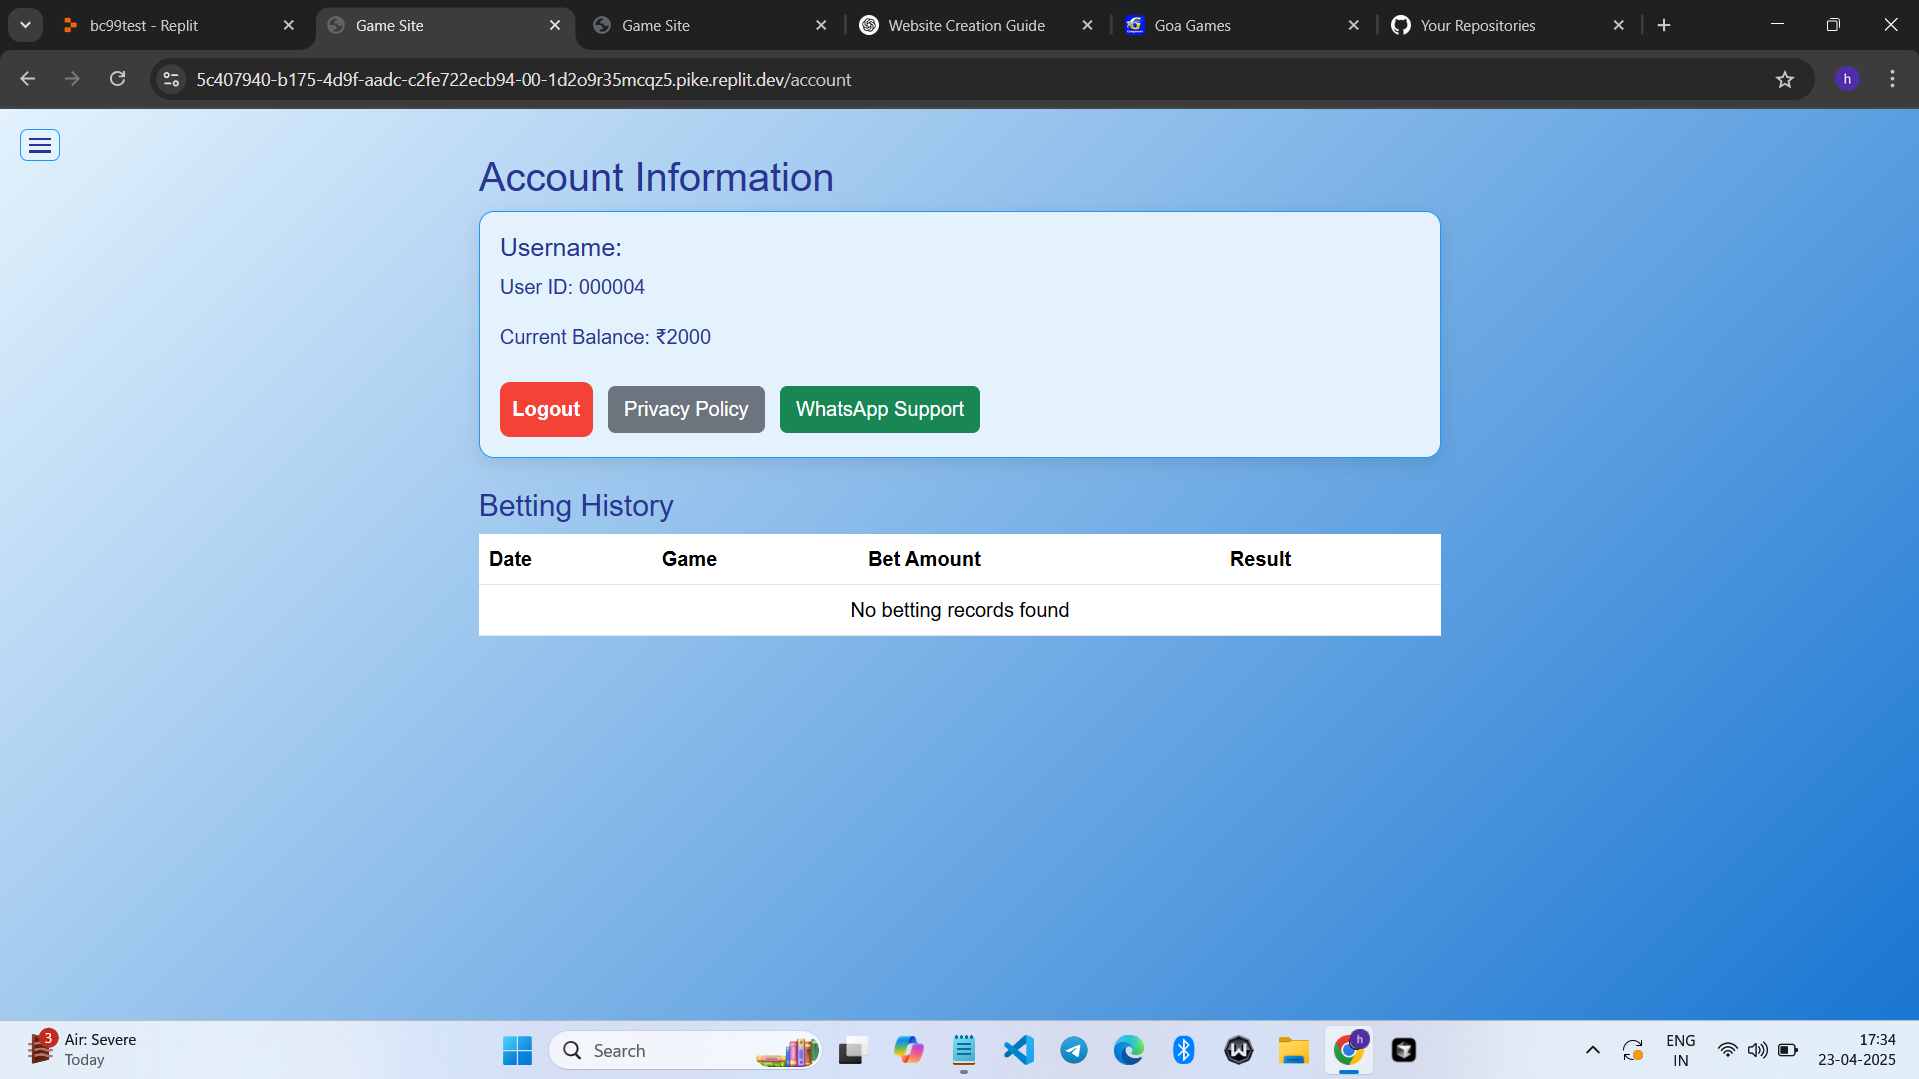 bc99test - Replit
Game Site
Game Site
Website Creation Guide
Goa Games
Your Repositories
5c407940-b175-4d9f-aadc-c2fe722ecb94-00-1d2o9r35mcqz5.pike.replit.dev/account
h
Account Information
Username:
User ID: 000004
Current Balance: ₹2000
Logout
Privacy Policy
WhatsApp Support
Betting History
Date Game Bet Amount Result
No betting records found
3
Air: Severe
Today
Search
h
ENG
IN
17:34
23-04-2025